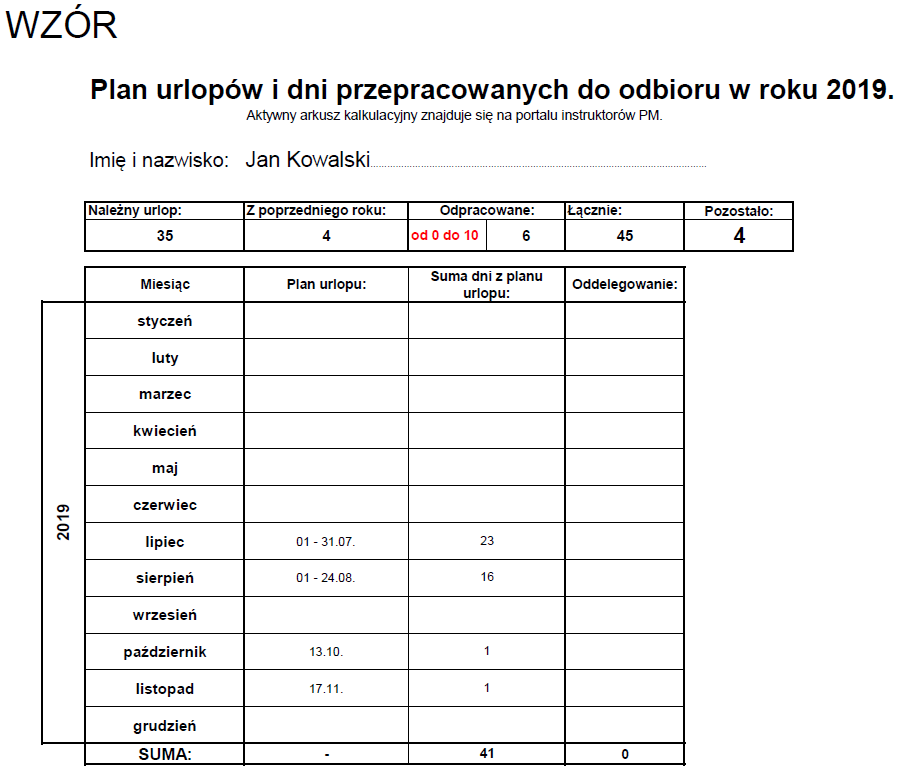 WZÓR
Plan urlopów i dni przepracowanych do odbioru w roku 2019.
Aktywny arkusz kalkulacyjny znajduje się na portalu instruktorów PM.
Imię i nazwisko: Jan Kowalski
Należny urlop: Z poprzedniego roku: Odpracowane: Łącznie: Pozostało:
35 4 od 0 do 10 6 45 4
Miesiąc Plan urlopu: Suma dni z planu urlopu: Oddelegowanie:
2019
styczeń
luty
marzec
kwiecień
maj
czerwiec
lipiec 01 - 31.07. 23
sierpień 01 - 24.08. 16
wrzesień
październik 13.10. 1
listopad 17.11. 1
grudzień
SUMA: - 41 0